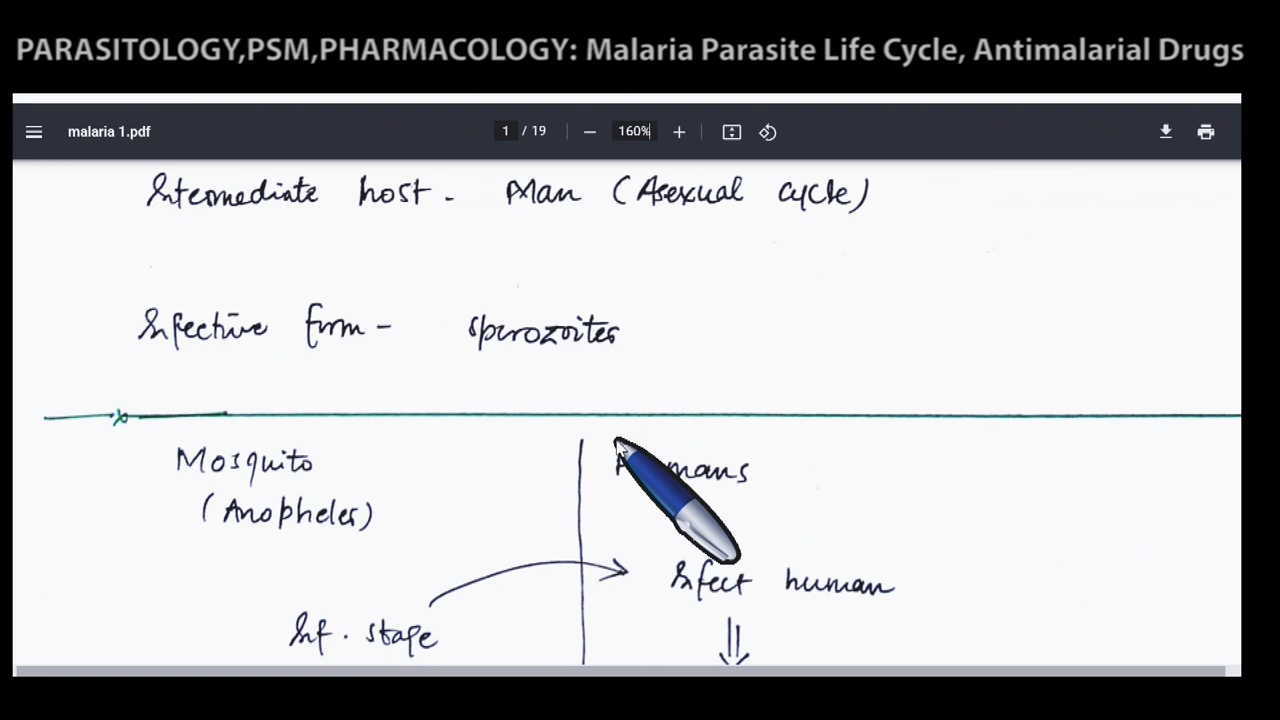 PARASITOLOGY,PSM,PHARMACOLOGY: Malaria Parasite Life Cycle, Antimalarial Drugs
malaria 1.pdf
1 / 19
160%
Intermediate host - Man (Asexual cycle)
Infective form - sporozoites
Mosquito
(Anopheles)
Humans
Infect human
Inf. stage